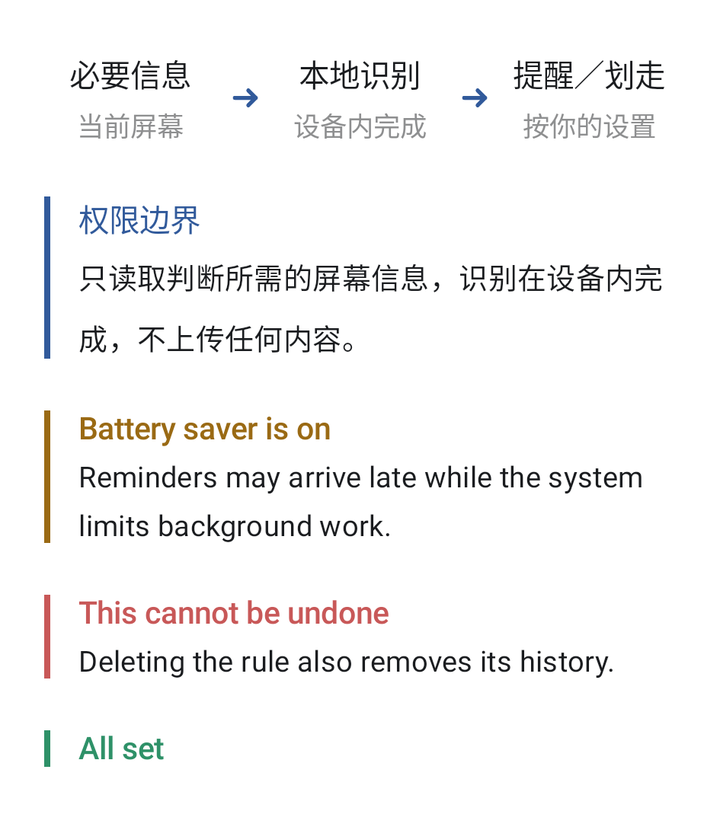 必要信息 → 本地识别 → 提醒／划走
当前屏幕 设备内完成 按你的设置
权限边界
只读取判断所需的屏幕信息，识别在设备内完
成，不上传任何内容。
Battery saver is on
Reminders may arrive late while the system
limits background work.
This cannot be undone
Deleting the rule also removes its history.
All set